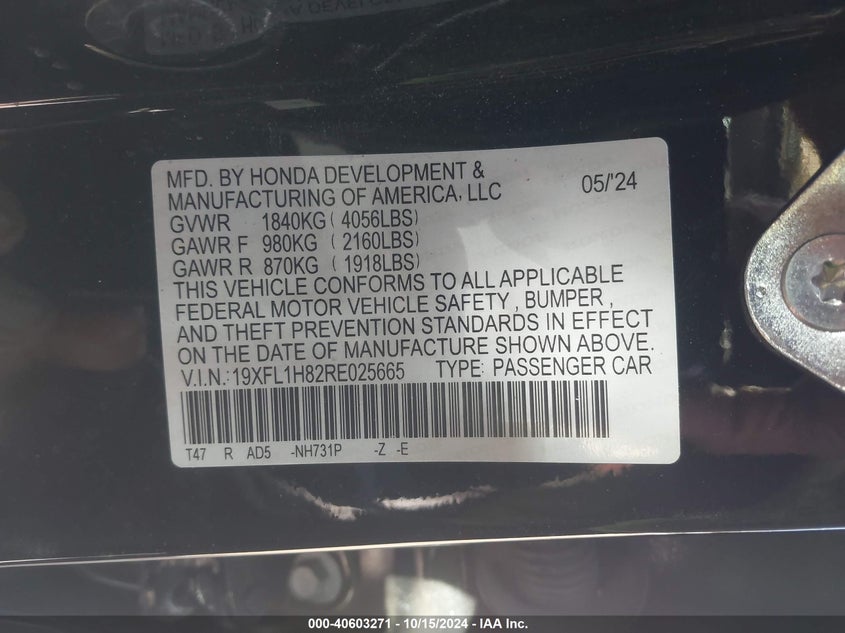 MFD. BY HONDA DEVELOPMENT &
MANUFACTURING OF AMERICA, LLC 05/'24
GVWR 1840KG ( 4056LBS)
GAWR F 980KG ( 2160LBS)
GAWR R 870KG ( 1918LBS)
THIS VEHICLE CONFORMS TO ALL APPLICABLE
FEDERAL MOTOR VEHICLE SAFETY, BUMPER,
AND THEFT PREVENTION STANDARDS IN EFFECT
ON THE DATE OF MANUFACTURE SHOWN ABOVE.
V.I.N.: 19XFL1H82RE025665 TYPE: PASSENGER CAR
T47 R AD5 -NH731P -Z -E
000-40603271 - 10/15/2024 - IAA Inc.